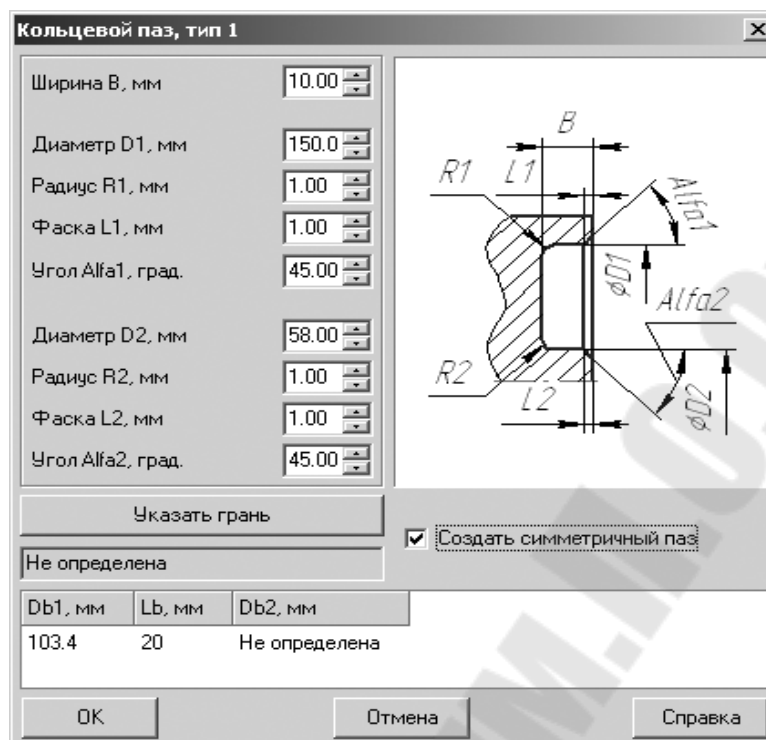 Кольцевой паз, тип 1
Ширина B, мм 10.00
Диаметр D1, мм 150.0
Радиус R1, мм 1.00
Фаска L1, мм 1.00
Угол Alfa1, град. 45.00
Диаметр D2, мм 58.00
Радиус R2, мм 1.00
Фаска L2, мм 1.00
Угол Alfa2, град. 45.00
B
R1 L1 Alfa1
⌀D1
Alfa2
R2 L2 ⌀D2
Указать грань
Создать симметричный паз
Не определена
Db1, мм Lb, мм Db2, мм
103.4 20 Не определена
OK Отмена Справка